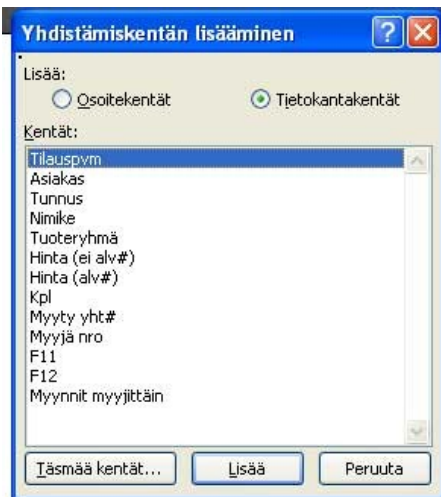 Yhdistämiskentän lisääminen
Lisää:
Osoitekentät Tietokantakentät
Kentät:
Tilauspvm
Asiakas
Tunnus
Nimike
Tuoteryhmä
Hinta (ei alv#)
Hinta (alv#)
Kpl
Myyty yht#
Myyjä nro
F11
F12
Myynnit myyjittäin
Täsmää kentät... Lisää Peruuta